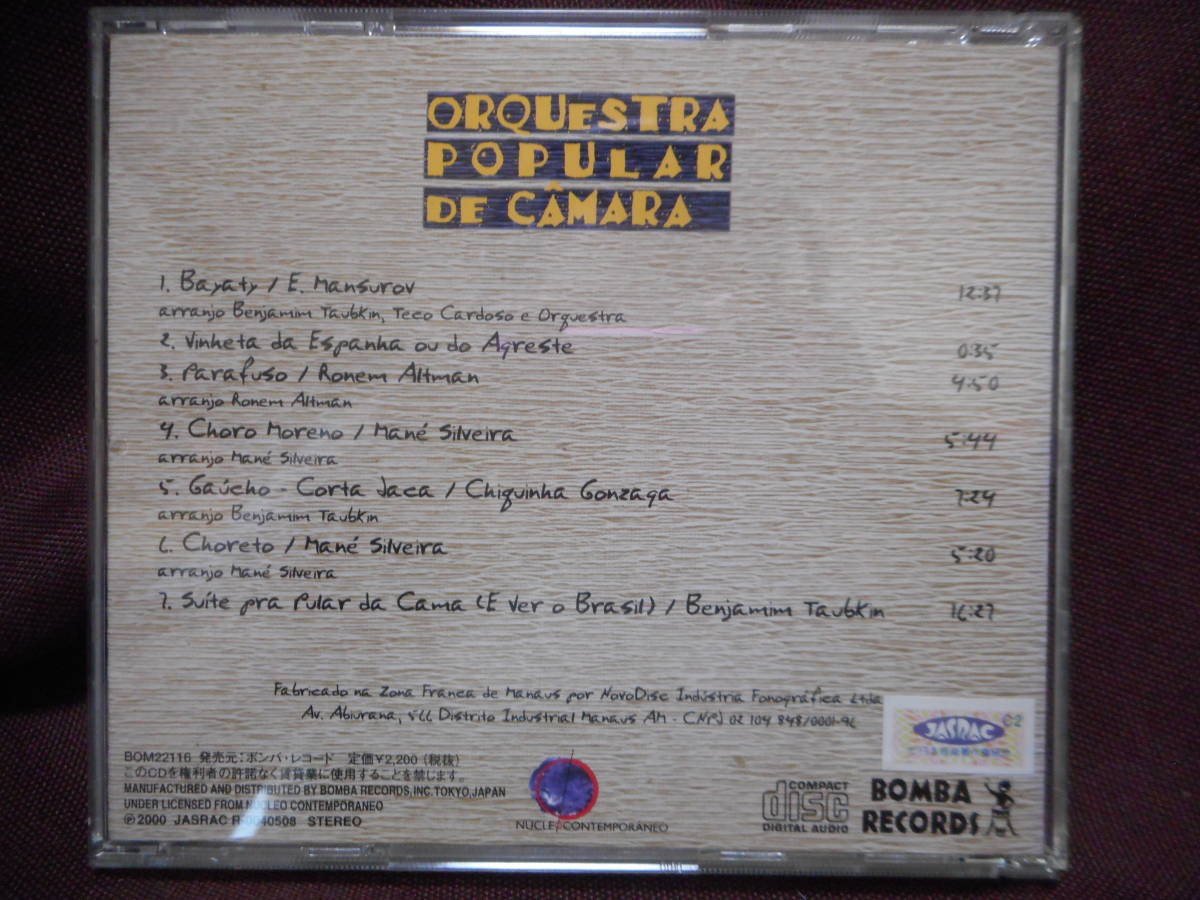 ORQUESTRA
POPULAR
DE CÂMARA
1. Bayaty / E. Mansurov 12:37
arranjo Benjamim Taubkin, Teco Cardoso e Orquestra
2. Vinheta da Espanha ou do Agreste 0:35
3. Parafuso / Ronem Altman 4:50
arranjo Ronem Altman
4. Choro Moreno / Mané Silveira 5:44
arranjo Mané Silveira
5. Gaúcho - Corta Jaca / Chiquinha Gonzaga 7:24
arranjo Benjamim Taubkin
6. Choreto / Mané Silveira 5:20
arranjo Mané Silveira
7. Suíte pra Pular da Cama (E Ver o Brasil) / Benjamim Taubkin 16:27
Fabricado na Zona Franca de Manaus por NovoDisc Indústria Fonográfica Ltda
Av. Abiurana, 566 Distrito Industrial Manaus AM - CNPJ 02 104 848/0001-96
JASRAC C2
BOM22116 発売元:ボンバ・レコード 定価¥2,200(税抜)
このCDを権利者の許諾なく賃貸業に使用することを禁じます。
MANUFACTURED AND DISTRIBUTED BY BOMBA RECORDS,INC.TOKYO,JAPAN
UNDER LICENSED FROM NUCLEO CONTEMPORANEO
℗2000 JASRAC R-0040508 STEREO
NUCLEO CONTEMPORÂNEO
COMPACT
disc
DIGITAL AUDIO
BOMBA
RECORDS